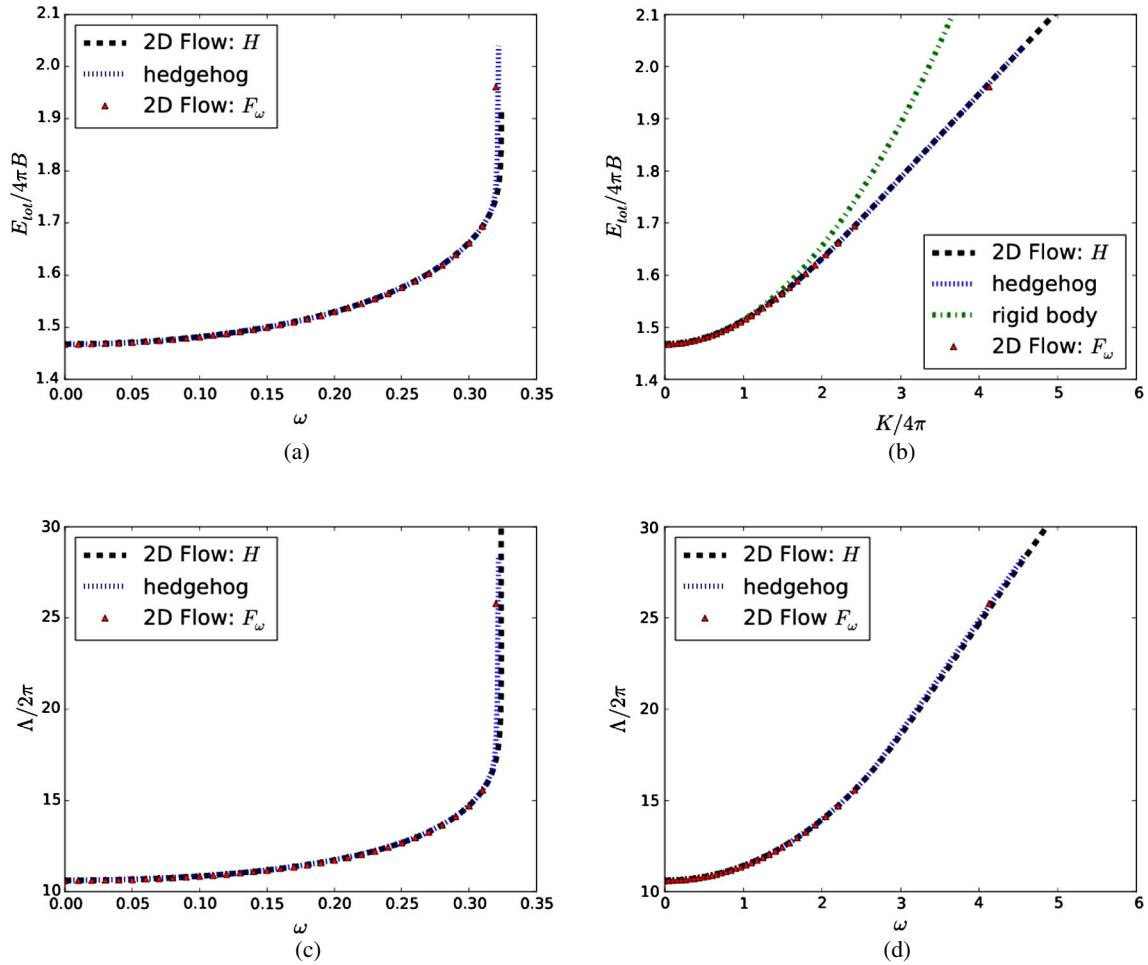 2.1
2.0
1.9
1.8
1.7
1.6
1.5
1.4
E_tot/4πB
2D Flow: H
hedgehog
2D Flow: F_ω
0.00 0.05 0.10 0.15 0.20 0.25 0.30 0.35
ω
(a)
2.1
2.0
1.9
1.8
1.7
1.6
1.5
1.4
E_tot/4πB
2D Flow: H
hedgehog
rigid body
2D Flow: F_ω
0 1 2 3 4 5 6
K/4π
(b)
30
25
20
15
10
Λ/2π
2D Flow: H
hedgehog
2D Flow: F_ω
0.00 0.05 0.10 0.15 0.20 0.25 0.30 0.35
ω
(c)
30
25
20
15
10
Λ/2π
2D Flow: H
hedgehog
2D Flow F_ω
0 1 2 3 4 5 6
ω
(d)